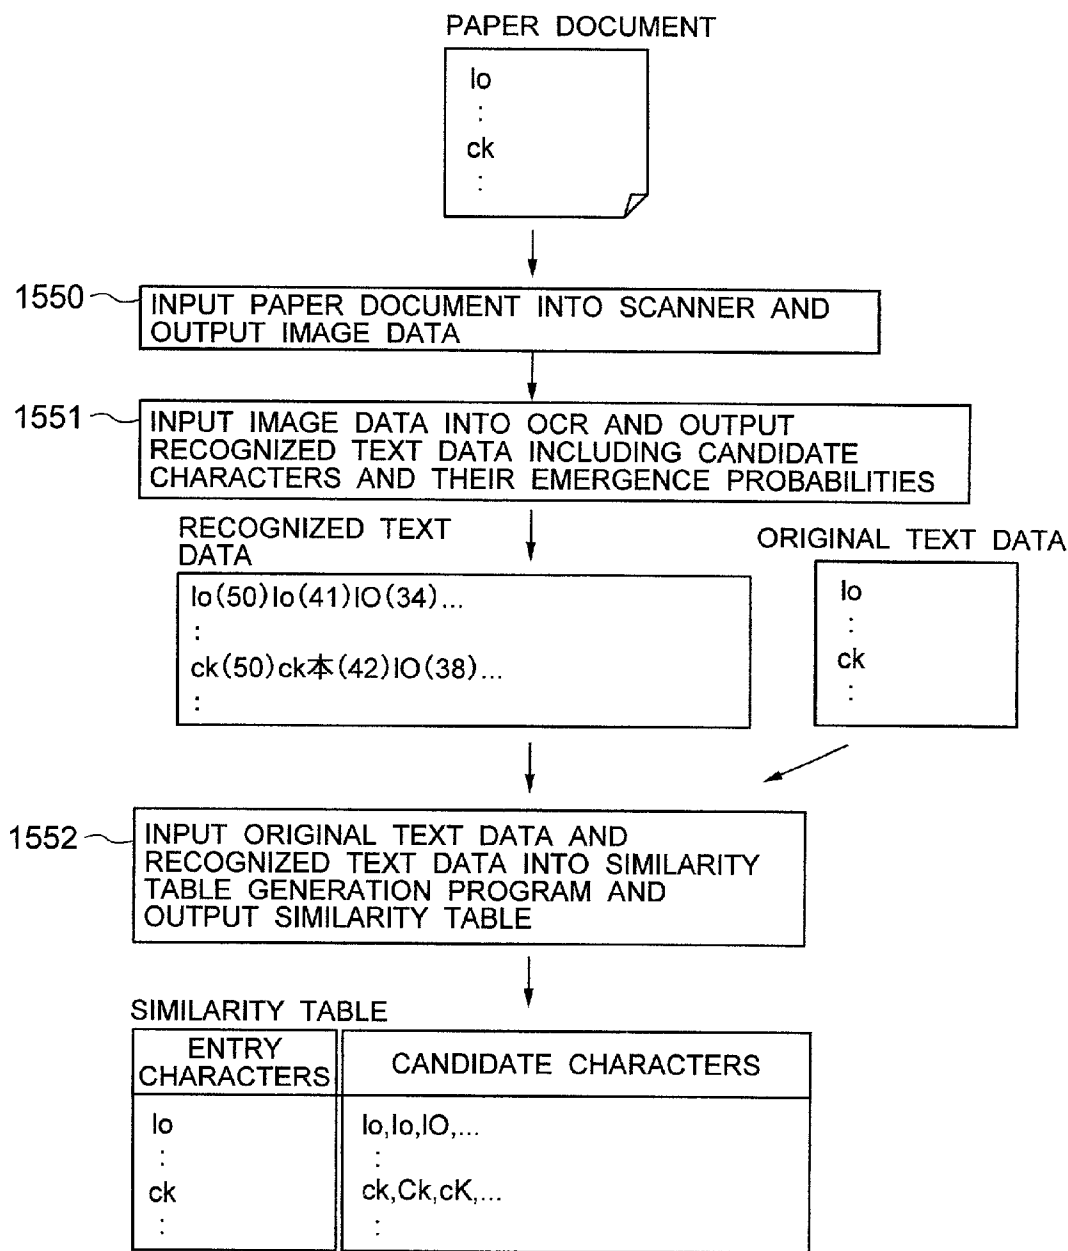 PAPER DOCUMENT
lo
:
ck
:
1550
INPUT PAPER DOCUMENT INTO SCANNER AND
OUTPUT IMAGE DATA
1551
INPUT IMAGE DATA INTO OCR AND OUTPUT
RECOGNIZED TEXT DATA INCLUDING CANDIDATE
CHARACTERS AND THEIR EMERGENCE PROBABILITIES
RECOGNIZED TEXT
DATA
lo(50)lo(41)lO(34)...
:
ck(50)ck本(42)lO(38)...
:
ORIGINAL TEXT DATA
lo
:
ck
:
1552
INPUT ORIGINAL TEXT DATA AND
RECOGNIZED TEXT DATA INTO SIMILARITY
TABLE GENERATION PROGRAM AND
OUTPUT SIMILARITY TABLE
SIMILARITY TABLE
ENTRY
CHARACTERS
CANDIDATE CHARACTERS
lo
lo,lo,lO,...
:
:
ck
ck,Ck,cK,...
:
: